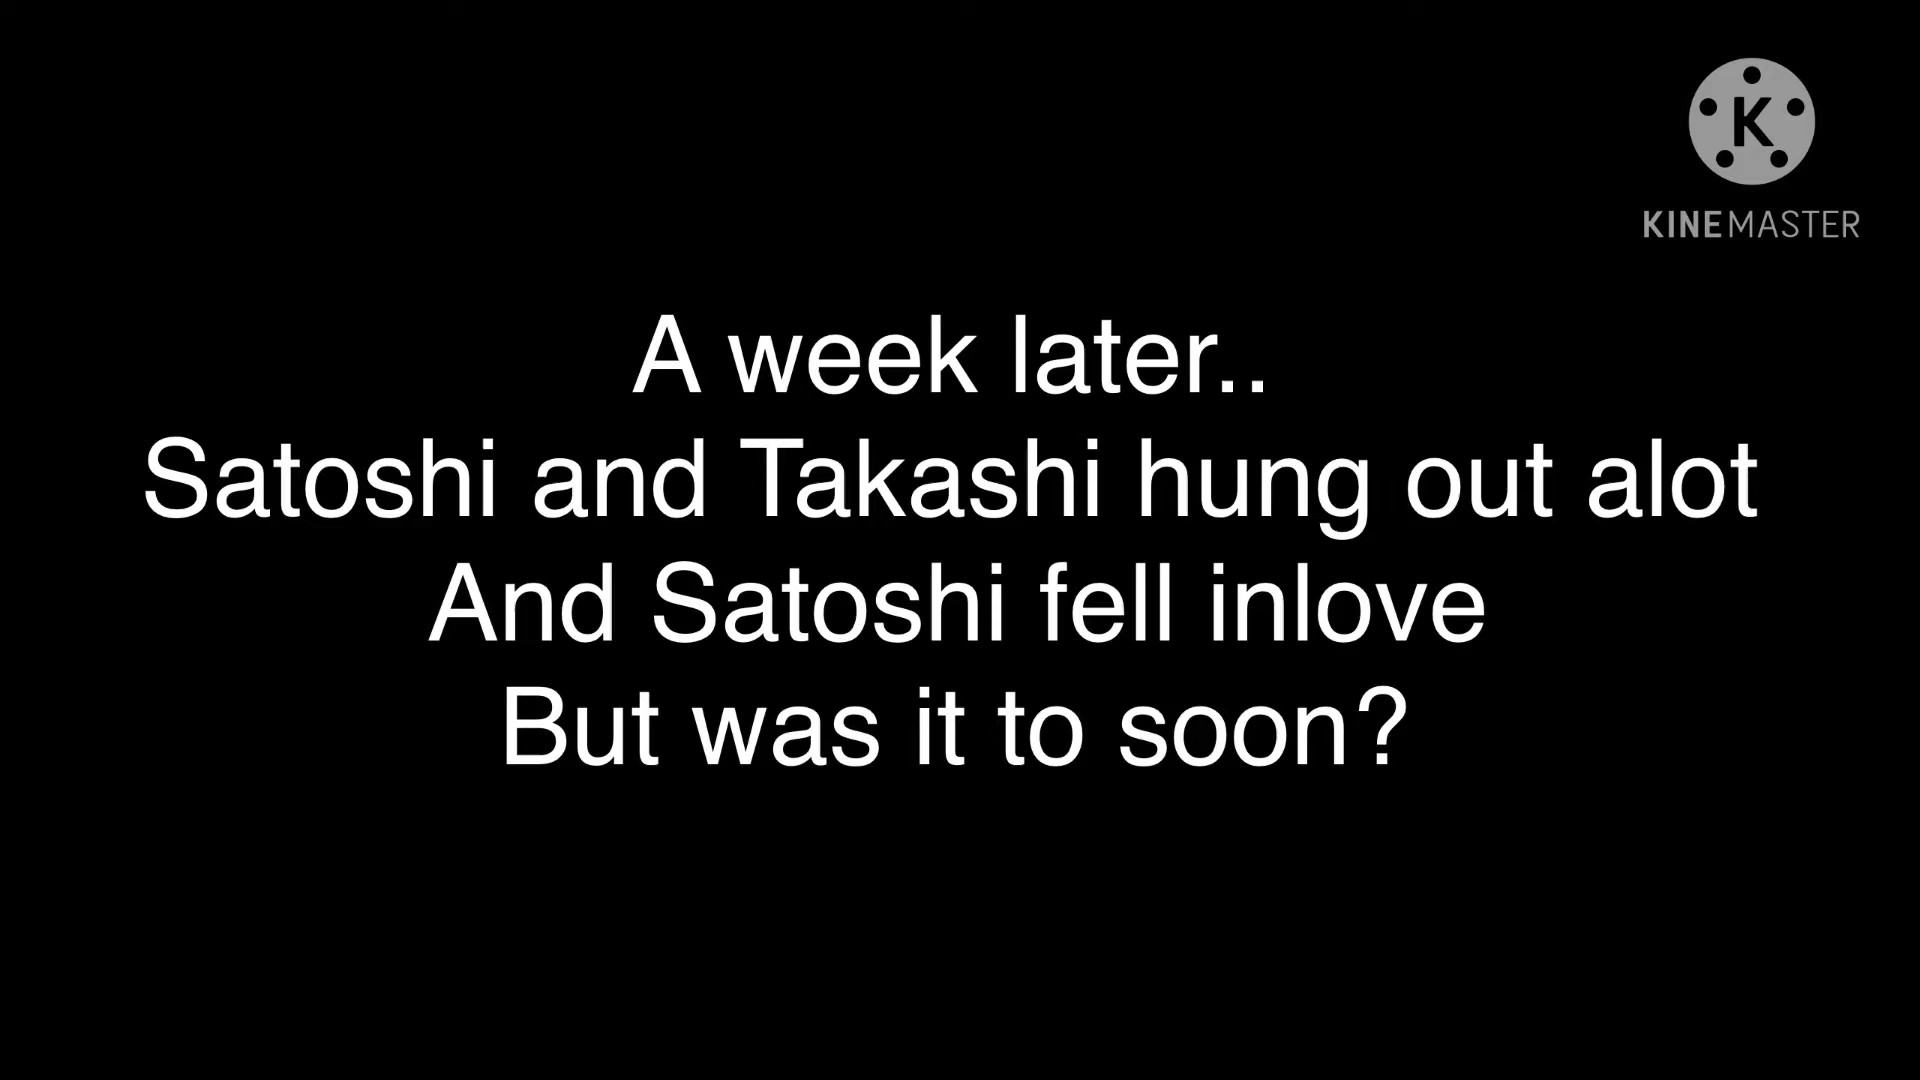 K
KINEMASTER
A week later..
Satoshi and Takashi hung out alot
And Satoshi fell inlove
But was it to soon?